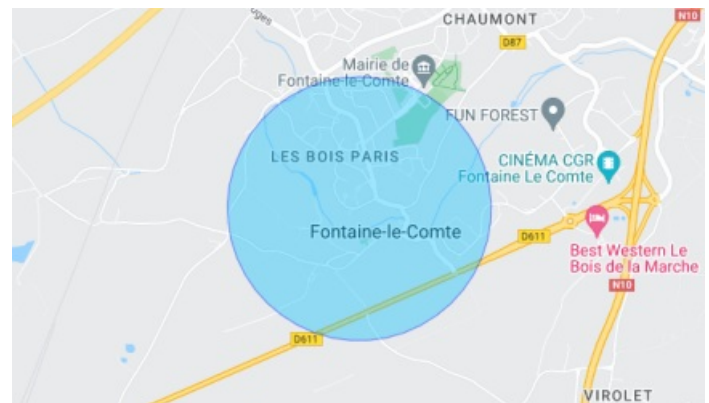 CHAUMONT
N10
D87
Mairie de
Fontaine-le-Comte
FUN FOREST
LES BOIS PARIS
CINÉMA CGR
Fontaine Le Comte
Fontaine-le-Comte
D611
Best Western Le
Bois de la Marche
N10
D611
VIROLET